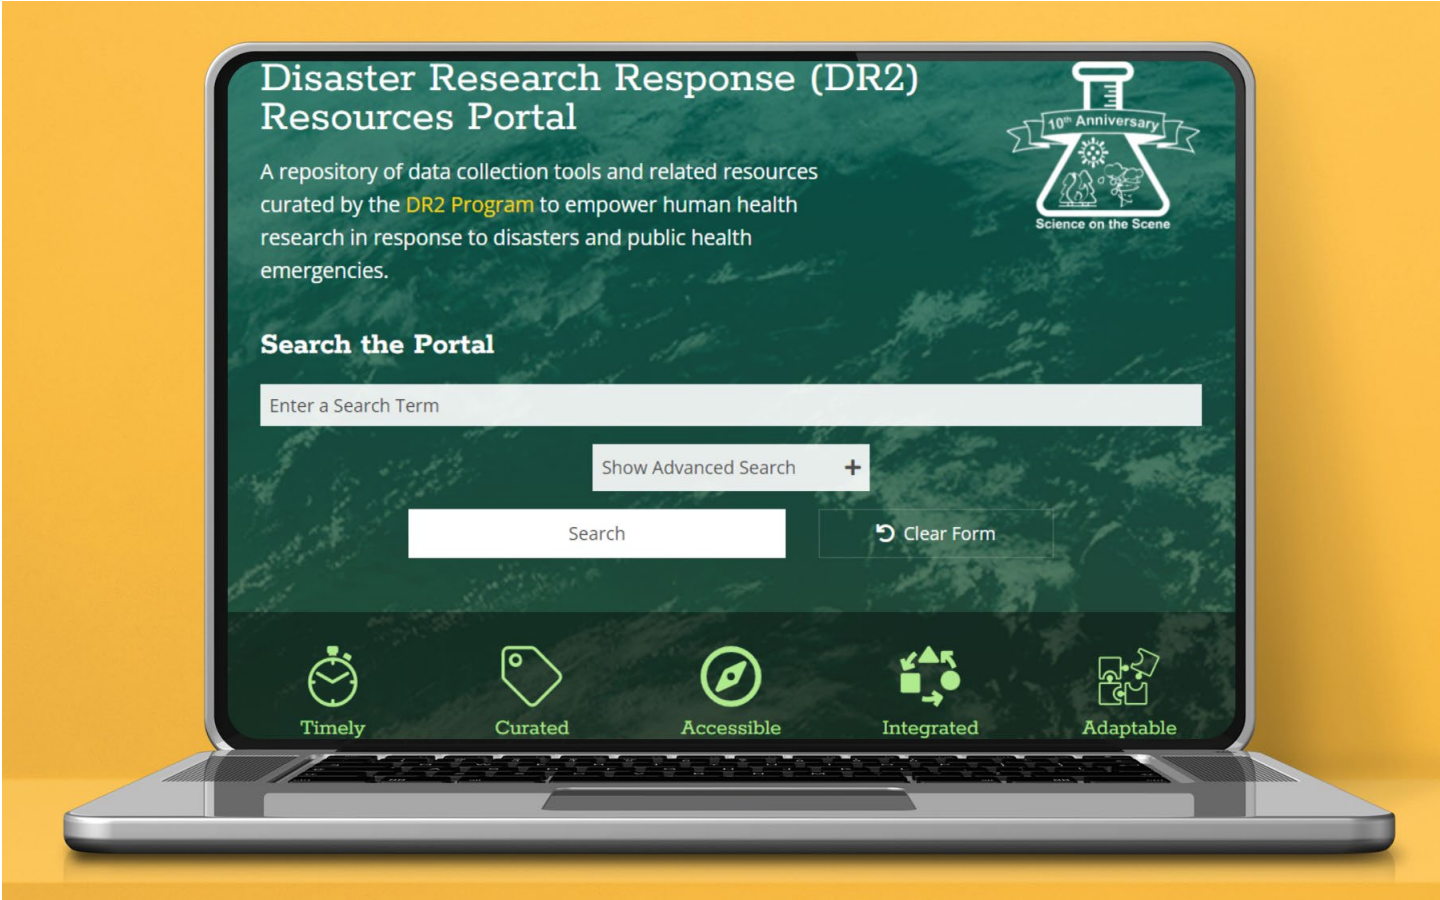 Disaster Research Response (DR2)
Resources Portal
10th Anniversary
Science on the Scene
A repository of data collection tools and related resources
curated by the DR2 Program to empower human health
research in response to disasters and public health
emergencies.
Search the Portal
Enter a Search Term
Show Advanced Search +
Search
Clear Form
Timely
Curated
Accessible
Integrated
Adaptable